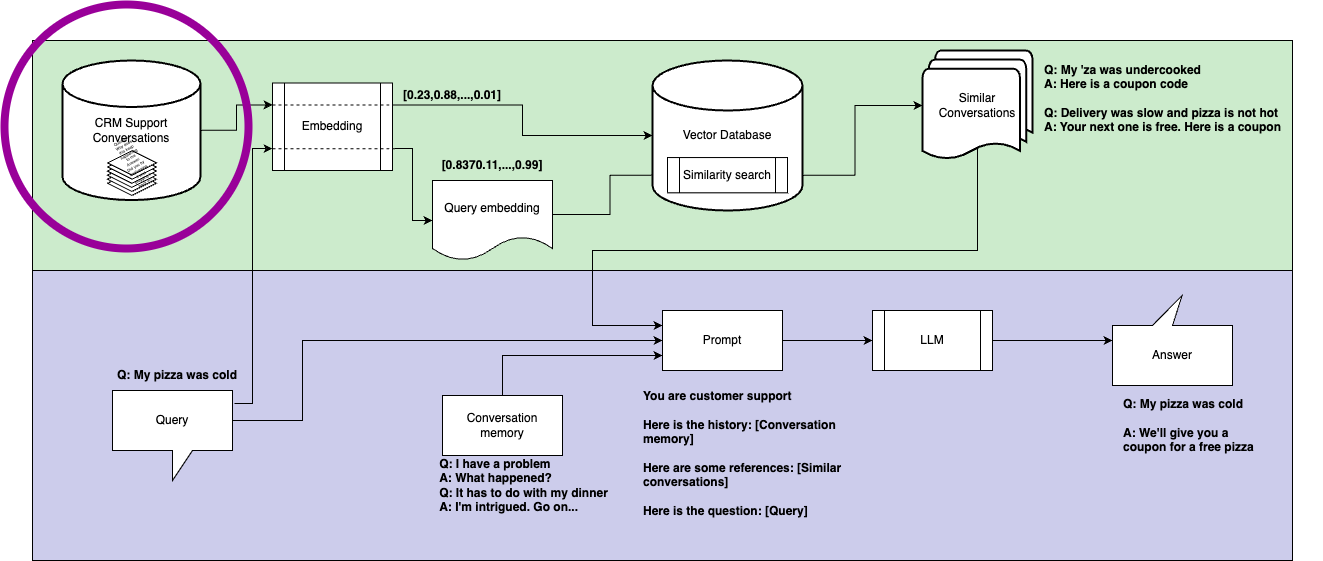 CRM Support
Conversations
Embedding
[0.23,0.88,...,0.01]
[0.8370.11,...,0.99]
Query embedding
Vector Database
Similarity search
Similar
Conversations
Q: My 'za was undercooked
A: Here is a coupon code
Q: Delivery was slow and pizza is not hot
A: Your next one is free. Here is a coupon
Q: My pizza was cold
Query
Conversation
memory
Q: I have a problem
A: What happened?
Q: It has to do with my dinner
A: I'm intrigued. Go on...
Prompt
You are customer support
Here is the history: [Conversation
memory]
Here are some references: [Similar
conversations]
Here is the question: [Query]
LLM
Answer
Q: My pizza was cold
A: We'll give you a
coupon for a free pizza